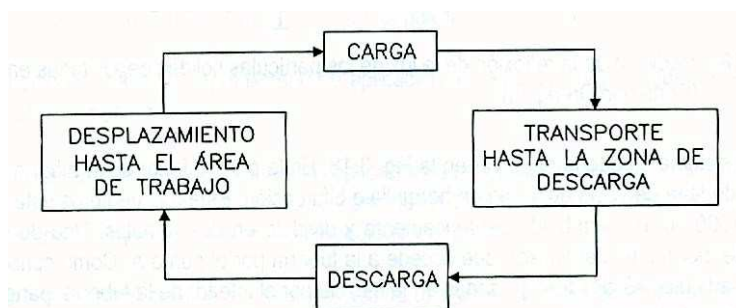 CARGA
DESPLAZAMIENTO
HASTA EL ÁREA
DE TRABAJO
TRANSPORTE
HASTA LA ZONA DE
DESCARGA
DESCARGA